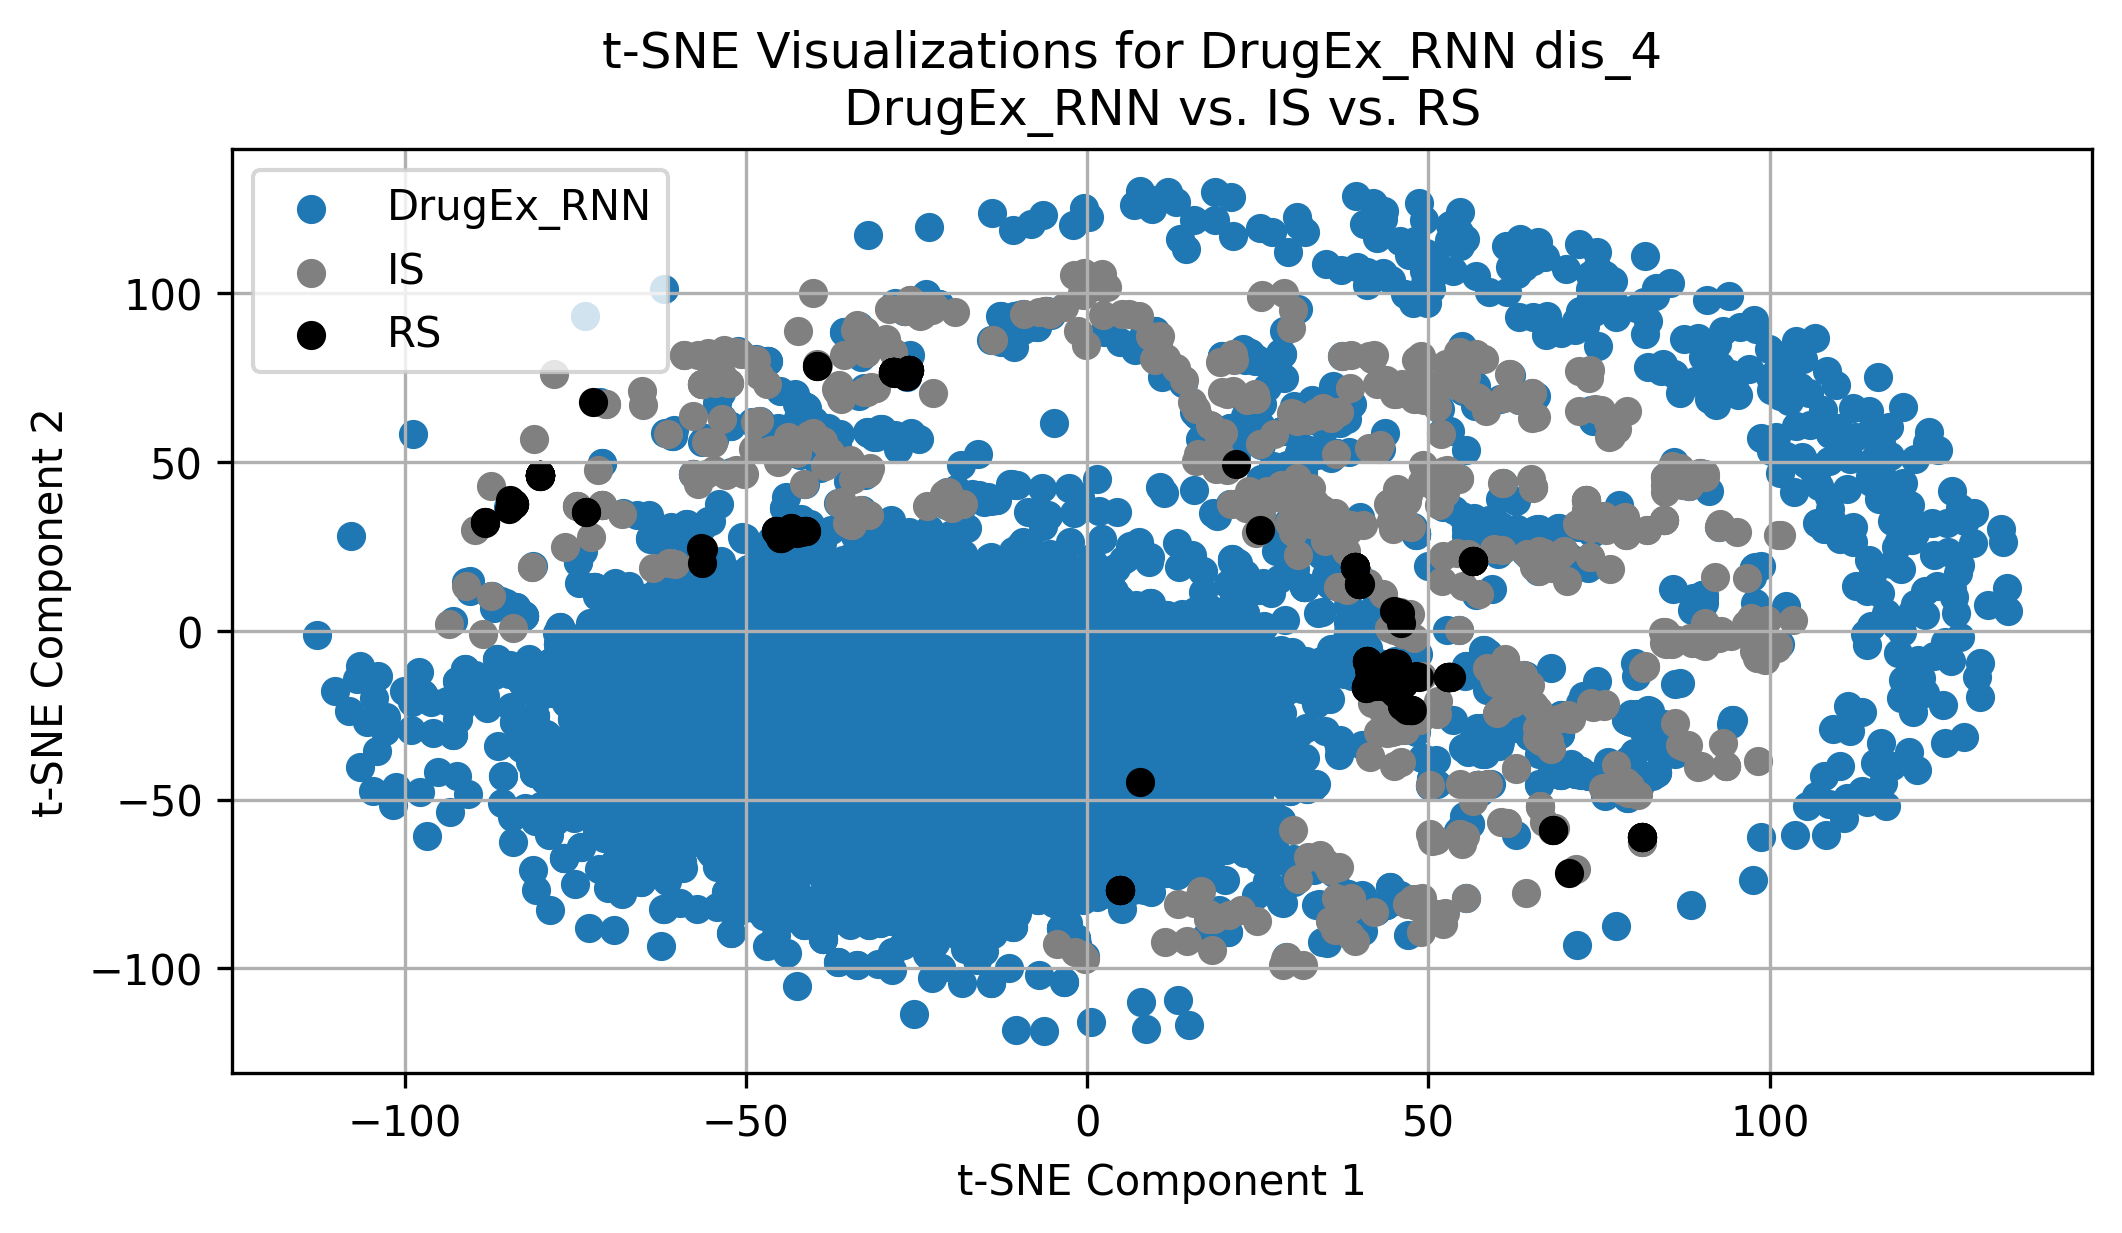 t-SNE Visualizations for DrugEx_RNN dis_4
DrugEx_RNN vs. IS vs. RS
DrugEx_RNN
IS
RS
t-SNE Component 2
100
50
0
−50
−100
−100
−50
0
50
100
t-SNE Component 1